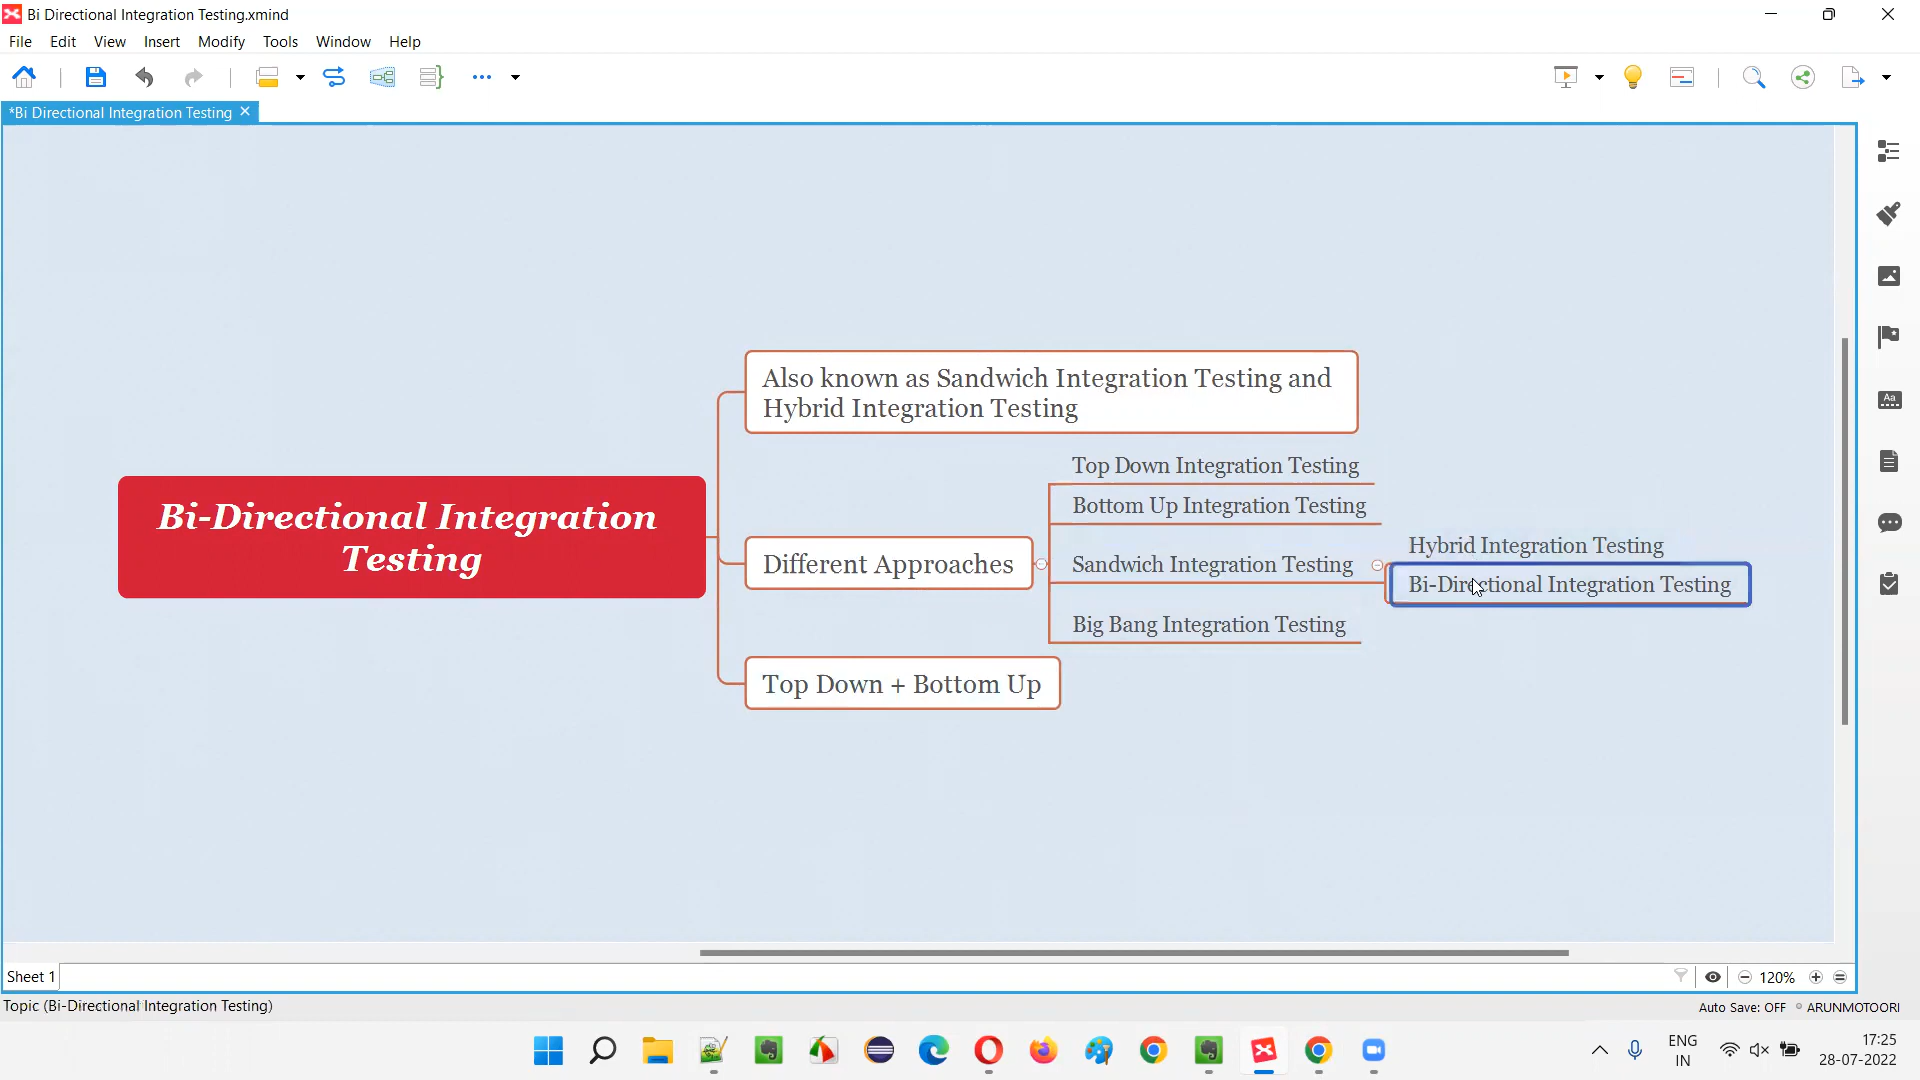 Bi Directional Integration Testing.xmind
File Edit View Insert Modify Tools Window Help
*Bi Directional Integration Testing
Also known as Sandwich Integration Testing and
Hybrid Integration Testing
Top Down Integration Testing
Bottom Up Integration Testing
Bi-Directional Integration
Testing
Different Approaches
Sandwich Integration Testing
Hybrid Integration Testing
Bi-Directional Integration Testing
Big Bang Integration Testing
Top Down + Bottom Up
Aa
Sheet 1
120%
Topic (Bi-Directional Integration Testing)
Auto Save: OFF
ARUNMOTOORI
ENG
IN
17:25
28-07-2022